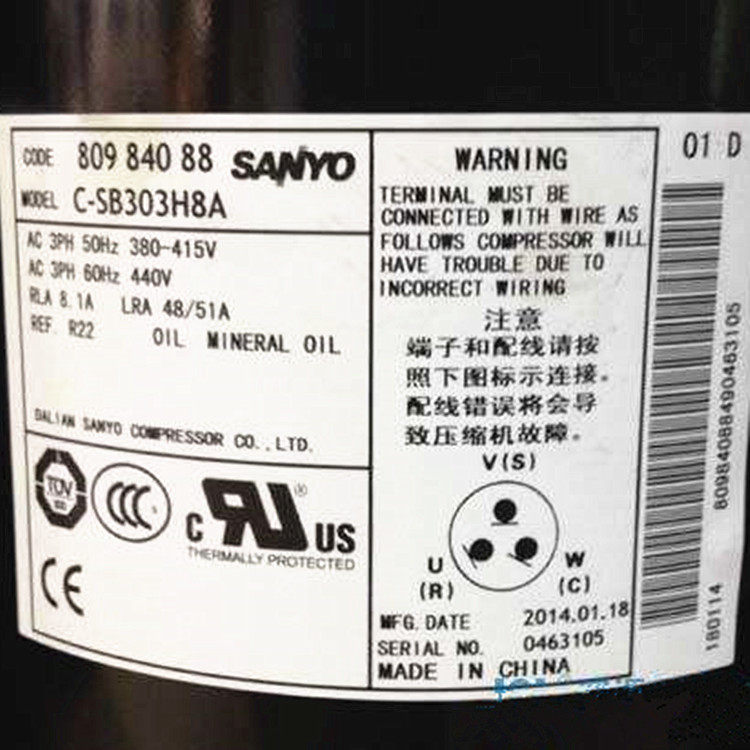 CODE 809 840 88 SANYO
MODEL C-SB303H8A
AC 3PH 50Hz 380-415V
AC 3PH 60Hz 440V
RLA 8.1A LRA 48/51A
REF. R22 OIL MINERAL OIL
DALIAN SANYO COMPRESSOR CO.,LTD.
TÜV
CCC
C RU US ®
THERMALLY PROTECTED
CE
WARNING
TERMINAL MUST BE
CONNECTED WITH WIRE AS
FOLLOWS COMPRESSOR WILL
HAVE TROUBLE DUE TO
INCORRECT WIRING
注意
端子和配线请按
照下图标示连接。
配线错误将会导
致压缩机故障。
V(S)
U W
(R) (C)
MFG. DATE 2014.01.18
SERIAL NO. 0463105
MADE IN CHINA
01 D
80984088490463105
180114